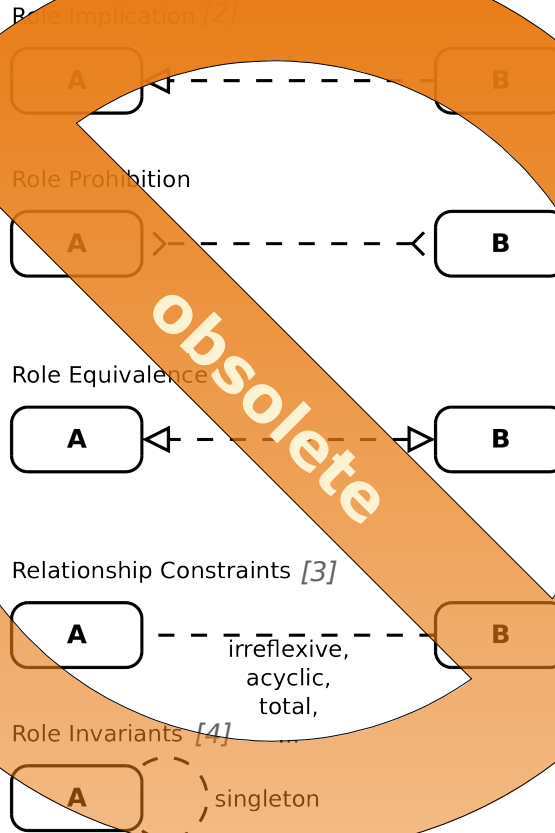 Role Implication [2]
A
B
Role Prohibition
A
B
obsolete
Role Equivalence
A
B
Relationship Constraints [3]
A
B
irreflexive,
acyclic,
total,
...
Role Invariants [4]
A
singleton